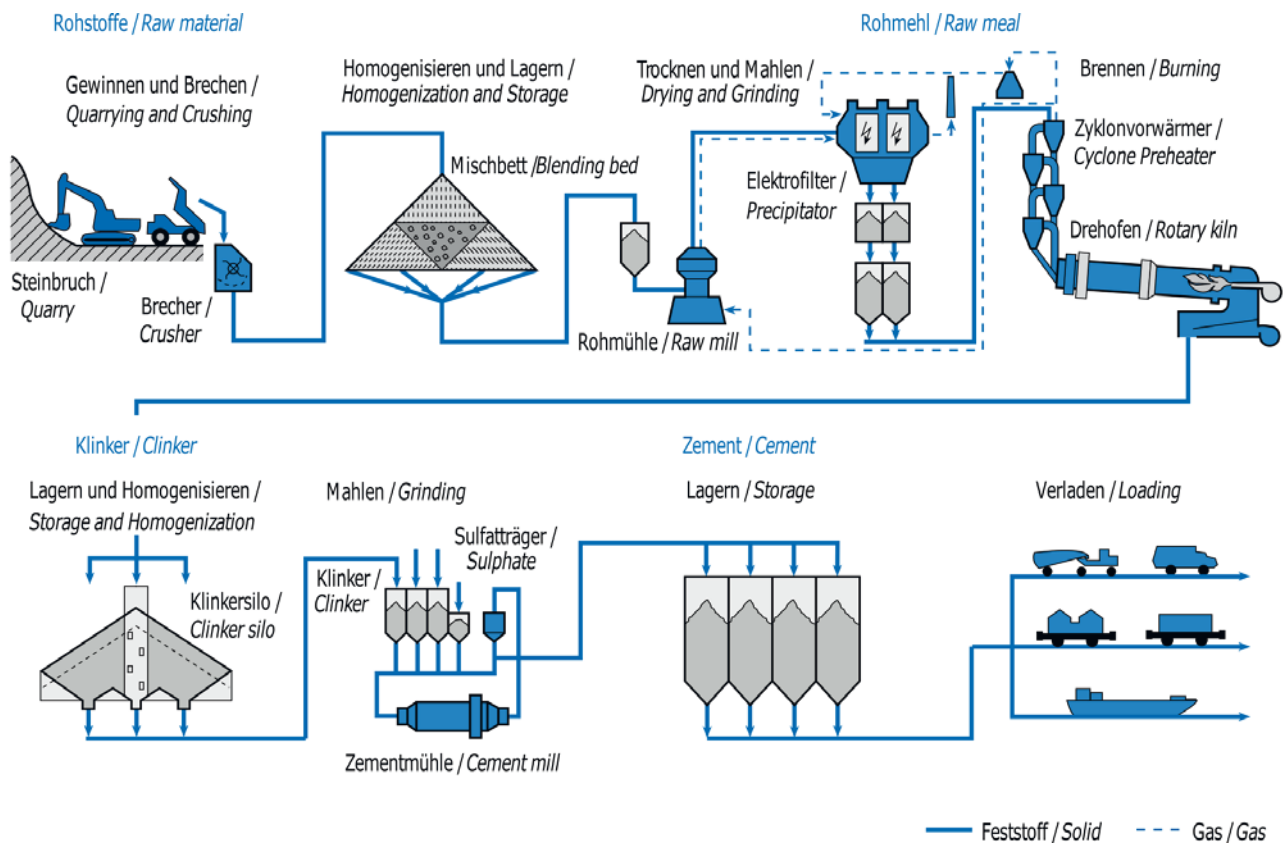 Rohstoffe / Raw material
Rohmehl / Raw meal
Gewinnen und Brechen /
Quarrying and Crushing
Homogenisieren und Lagern /
Homogenization and Storage
Trocknen und Mahlen /
Drying and Grinding
Brennen / Burning
Zyklonvorwärmer /
Cyclone Preheater
Mischbett / Blending bed
Elektrofilter /
Precipitator
Drehofen / Rotary kiln
Steinbruch /
Quarry
Brecher /
Crusher
Rohmühle / Raw mill
Klinker / Clinker
Zement / Cement
Lagern und Homogenisieren /
Storage and Homogenization
Mahlen / Grinding
Lagern / Storage
Verladen / Loading
Sulfatträger /
Sulphate
Klinker /
Clinker
Klinkersilo /
Clinker silo
Zementmühle / Cement mill
Feststoff / Solid
Gas / Gas